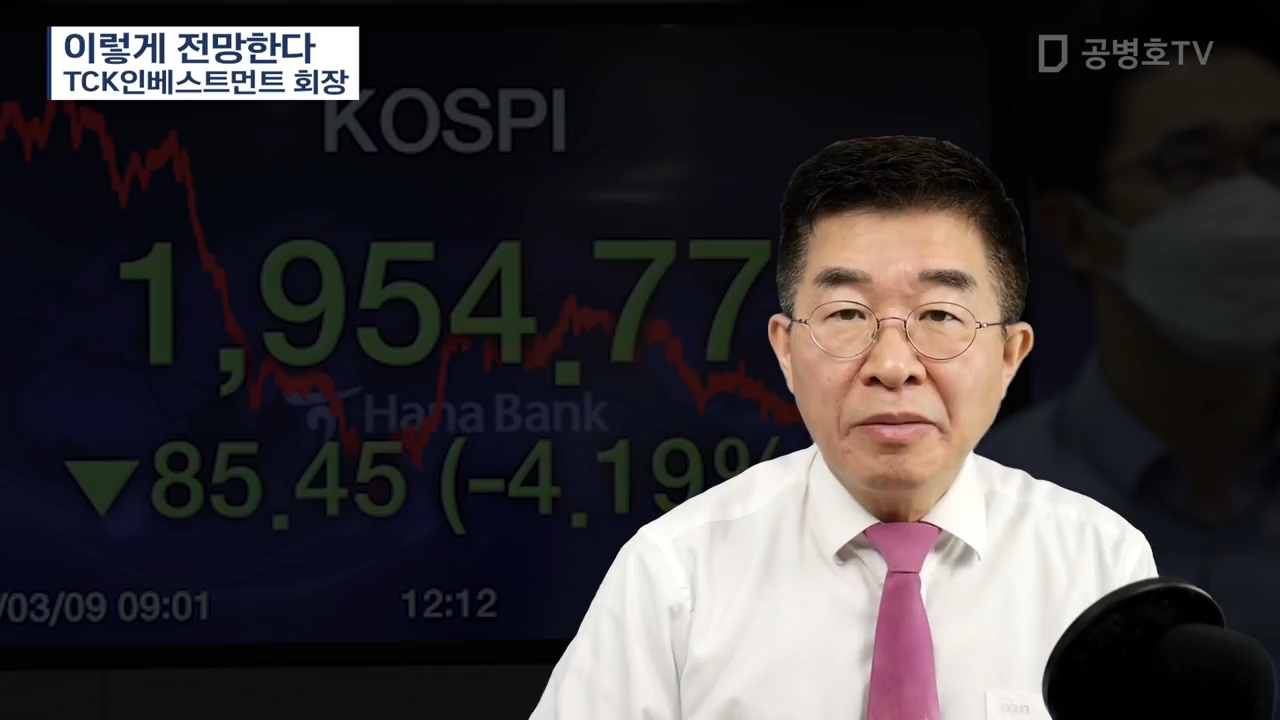 이렇게 전망한다
TCK인베스트먼트 회장
공병호TV
KOSPI
1,954.77
Hana Bank
▼85.45 (-4.19%
/03/09 09:01
12:12